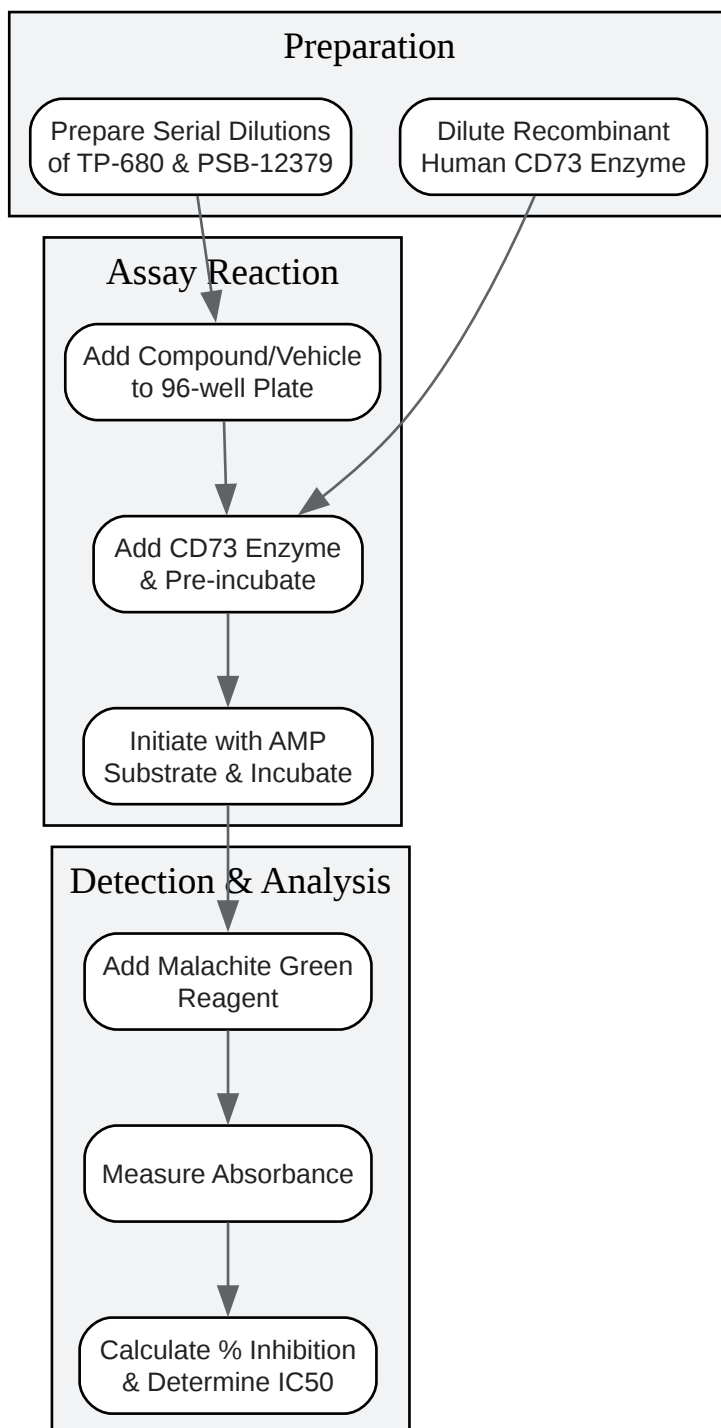 Preparation
Prepare Serial Dilutions
of TP-680 & PSB-12379
Dilute Recombinant
Human CD73 Enzyme
Assay Reaction
Add Compound/Vehicle
to 96-well Plate
Add CD73 Enzyme
& Pre-incubate
Initiate with AMP
Substrate & Incubate
Detection & Analysis
Add Malachite Green
Reagent
Measure Absorbance
Calculate % Inhibition
& Determine IC50